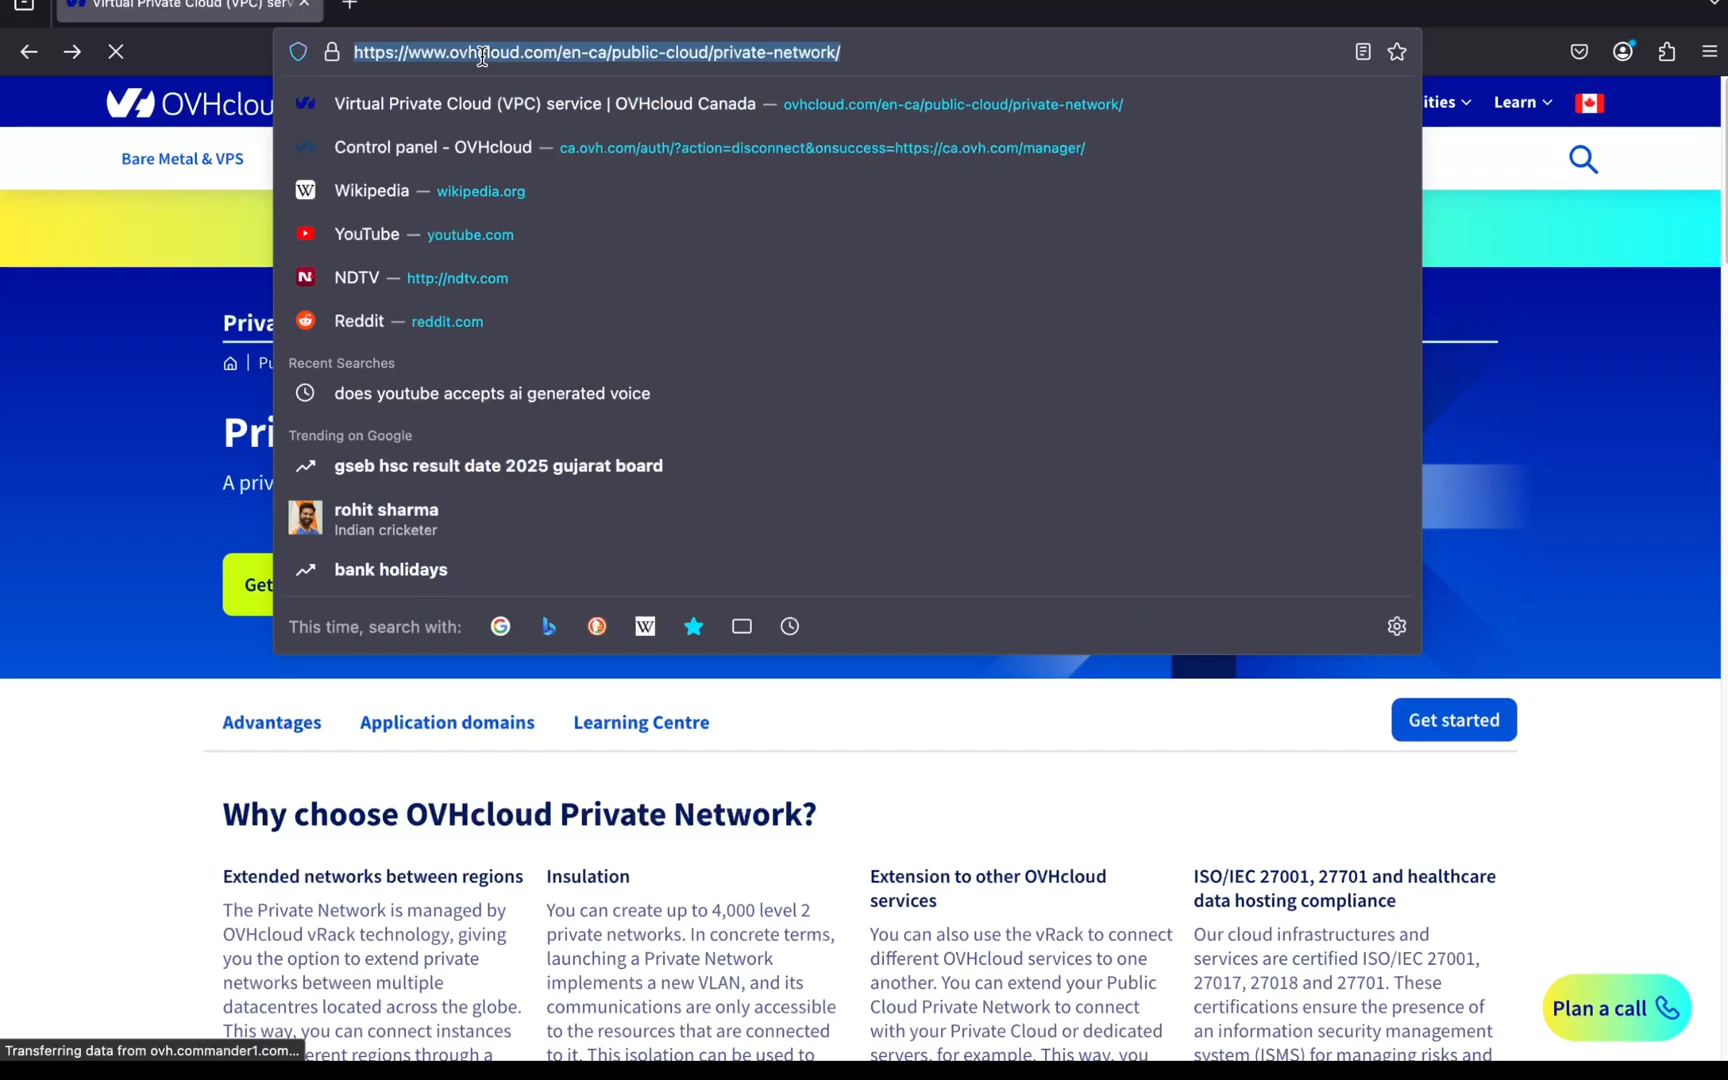 Virtual Private Cloud (VPC) serv
https://www.ovhcloud.com/en-ca/public-cloud/private-network/
Virtual Private Cloud (VPC) service | OVHcloud Canada — ovhcloud.com/en-ca/public-cloud/private-network/
Control panel - OVHcloud — ca.ovh.com/auth/?action=disconnect&onsuccess=https://ca.ovh.com/manager/
Wikipedia — wikipedia.org
YouTube — youtube.com
NDTV — http://ndtv.com
Reddit — reddit.com
Recent Searches
does youtube accepts ai generated voice
Trending on Google
gseb hsc result date 2025 gujarat board
rohit sharma
Indian cricketer
bank holidays
This time, search with:
OVHclou
ities
Learn
Bare Metal & VPS
Priva
Pu
Pri
A priv
Get
Advantages
Application domains
Learning Centre
Get started
Why choose OVHcloud Private Network?
Extended networks between regions
The Private Network is managed by
OVHcloud vRack technology, giving
you the option to extend private
networks between multiple
datacentres located across the globe.
This way, you can connect instances
erent regions through a
Insulation
You can create up to 4,000 level 2
private networks. In concrete terms,
launching a Private Network
implements a new VLAN, and its
communications are only accessible
to the resources that are connected
to it. This isolation can be used to
Extension to other OVHcloud
services
You can also use the vRack to connect
different OVHcloud services to one
another. You can extend your Public
Cloud Private Network to connect
with your Private Cloud or dedicated
servers, for example. This way, you
ISO/IEC 27001, 27701 and healthcare
data hosting compliance
Our cloud infrastructures and
services are certified ISO/IEC 27001,
27017, 27018 and 27701. These
certifications ensure the presence of
an information security management
system (ISMS) for managing risks and
Plan a call
Transferring data from ovh.commander1.com...